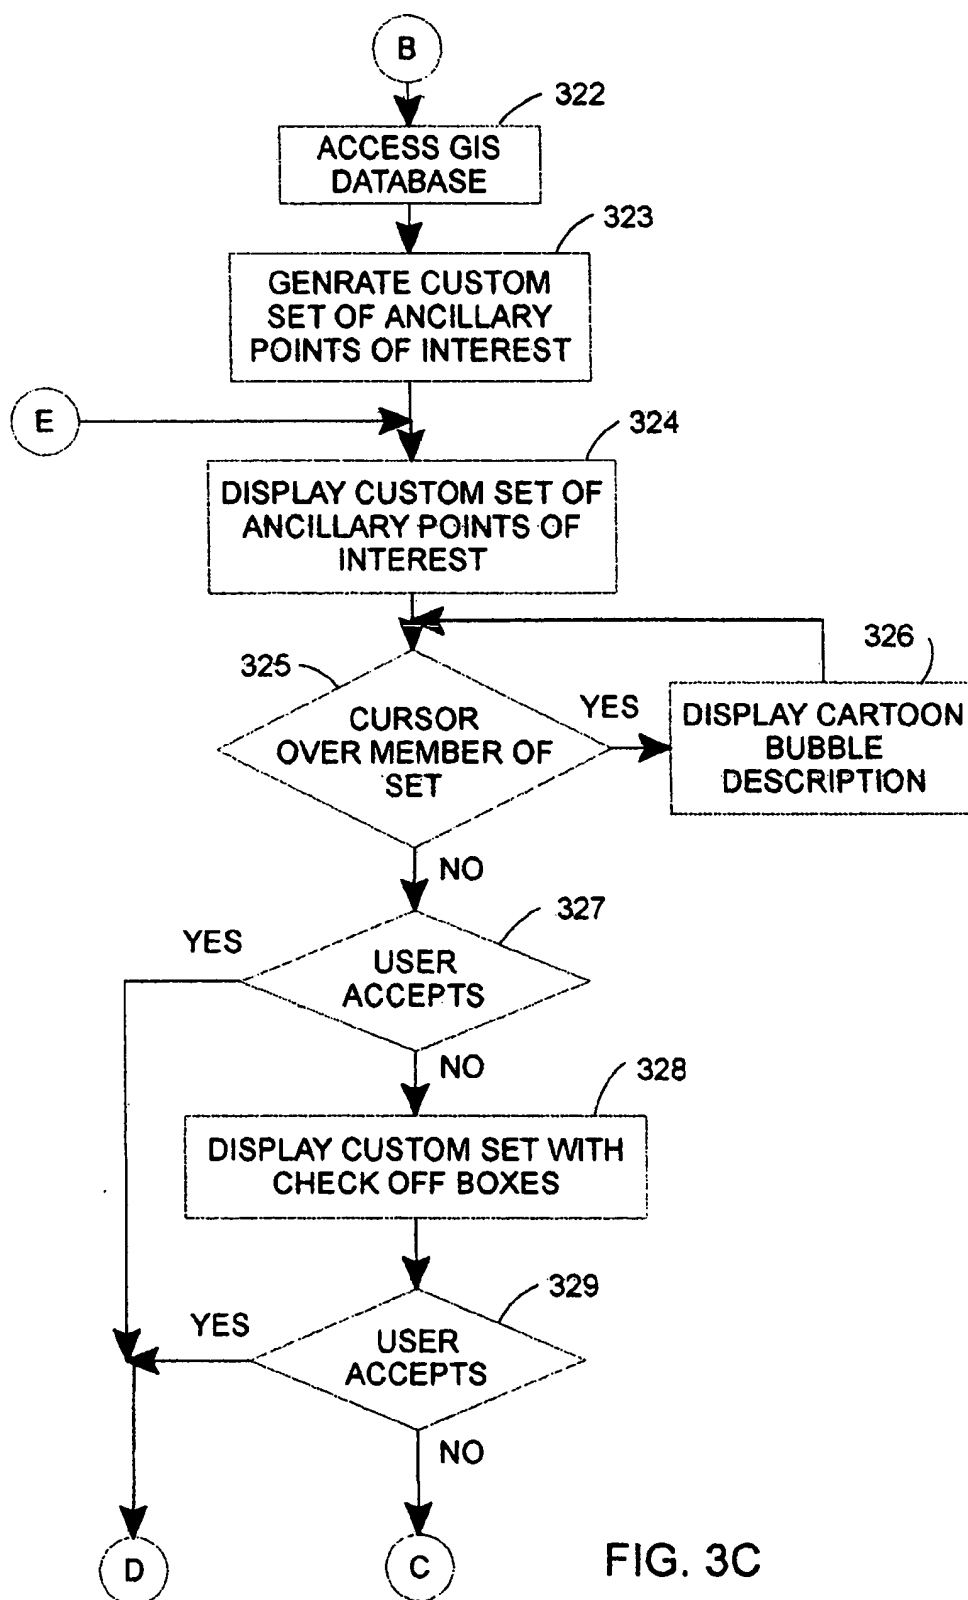 B
322
ACCESS GIS
DATABASE
323
GENRATE CUSTOM
SET OF ANCILLARY
POINTS OF INTEREST
E
324
DISPLAY CUSTOM SET OF
ANCILLARY POINTS OF
INTEREST
325
326
CURSOR
OVER MEMBER OF
SET
YES
DISPLAY CARTOON
BUBBLE
DESCRIPTION
NO
327
YES
USER
ACCEPTS
NO
328
DISPLAY CUSTOM SET WITH
CHECK OFF BOXES
329
YES
USER
ACCEPTS
NO
D
C
FIG. 3C